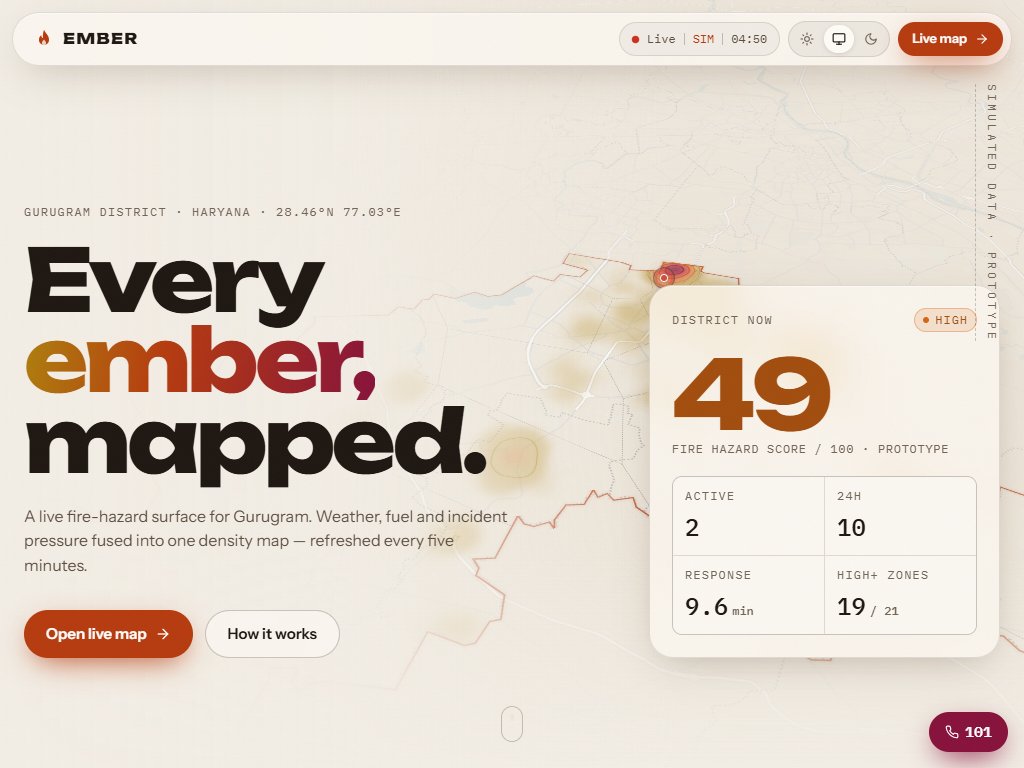 EMBER
Live | SIM | 04:50
Live map
SIMULATED DATA · PROTOTYPE
GURUGRAM DISTRICT · HARYANA · 28.46°N 77.03°E
Every
ember,
mapped.
A live fire-hazard surface for Gurugram. Weather, fuel and incident
pressure fused into one density map — refreshed every five
minutes.
Open live map
How it works
DISTRICT NOW
HIGH
49
FIRE HAZARD SCORE / 100 · PROTOTYPE
ACTIVE
2
24H
10
RESPONSE
9.6 min
HIGH+ ZONES
19 / 21
101